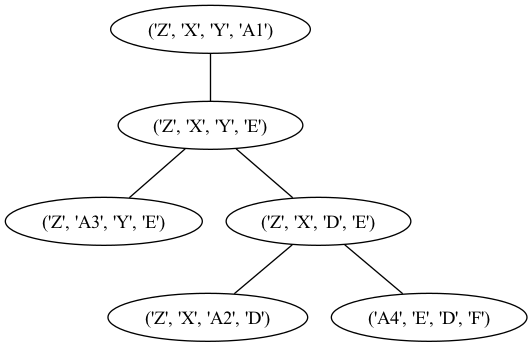 ('Z', 'X', 'Y', 'A1')
('Z', 'X', 'Y', 'E')
('Z', 'A3', 'Y', 'E')
('Z', 'X', 'D', 'E')
('Z', 'X', 'A2', 'D')
('A4', 'E', 'D', 'F')